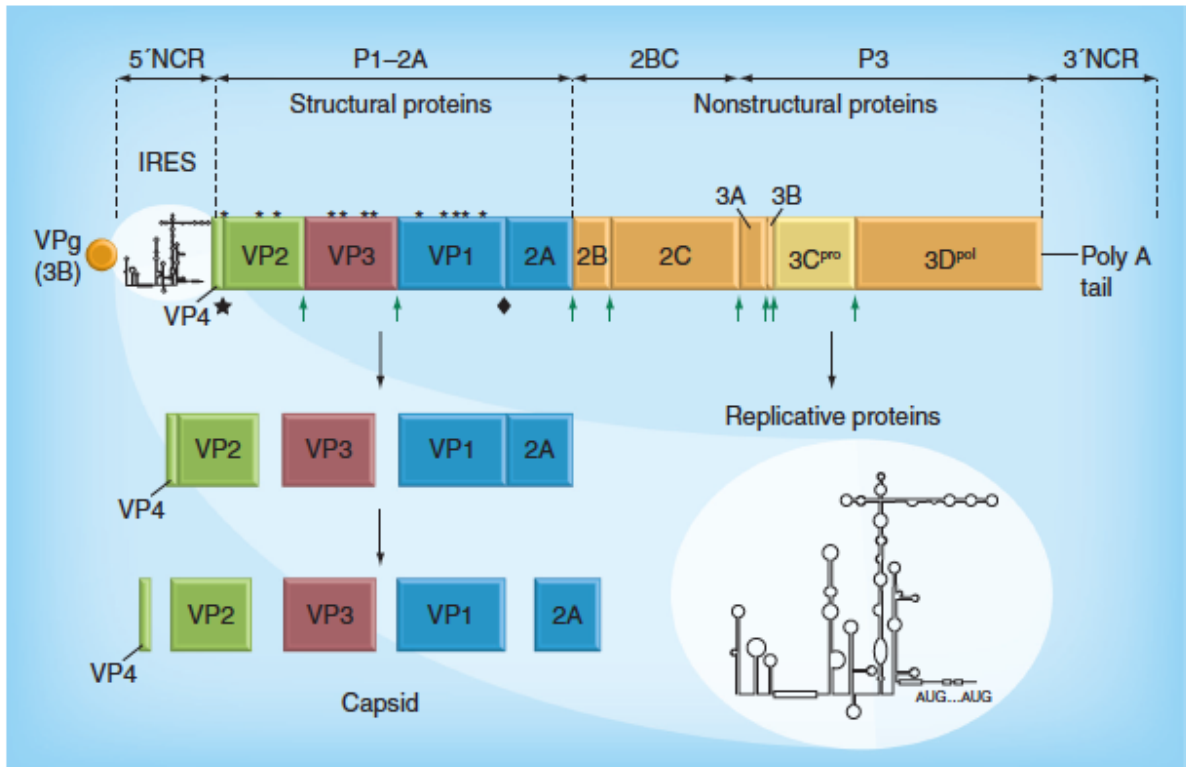 5´NCR P1–2A 2BC P3 3´NCR
Structural proteins Nonstructural proteins
IRES
3A 3B
VPg
(3B)
VP2 VP3 VP1 2A 2B 2C 3Cpro 3Dpol
Poly A
tail
VP4
Replicative proteins
VP2 VP3 VP1 2A
VP4
VP2 VP3 VP1 2A
VP4
AUG...AUG
Capsid